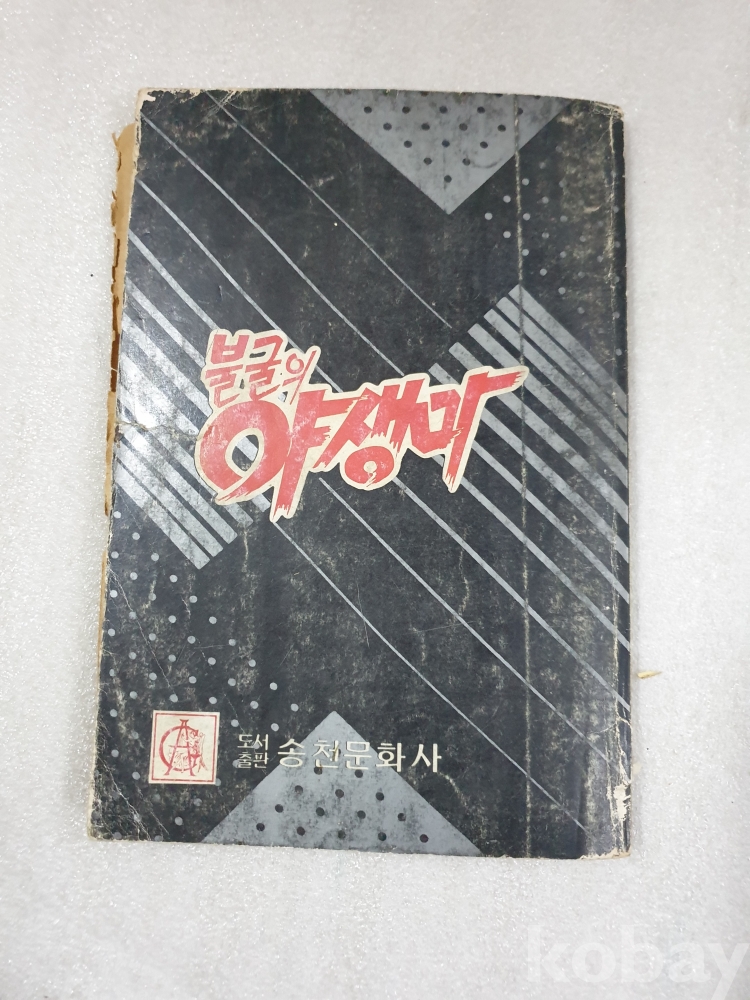 불굴의
야생마
도서
출판 송천문화사
kobay